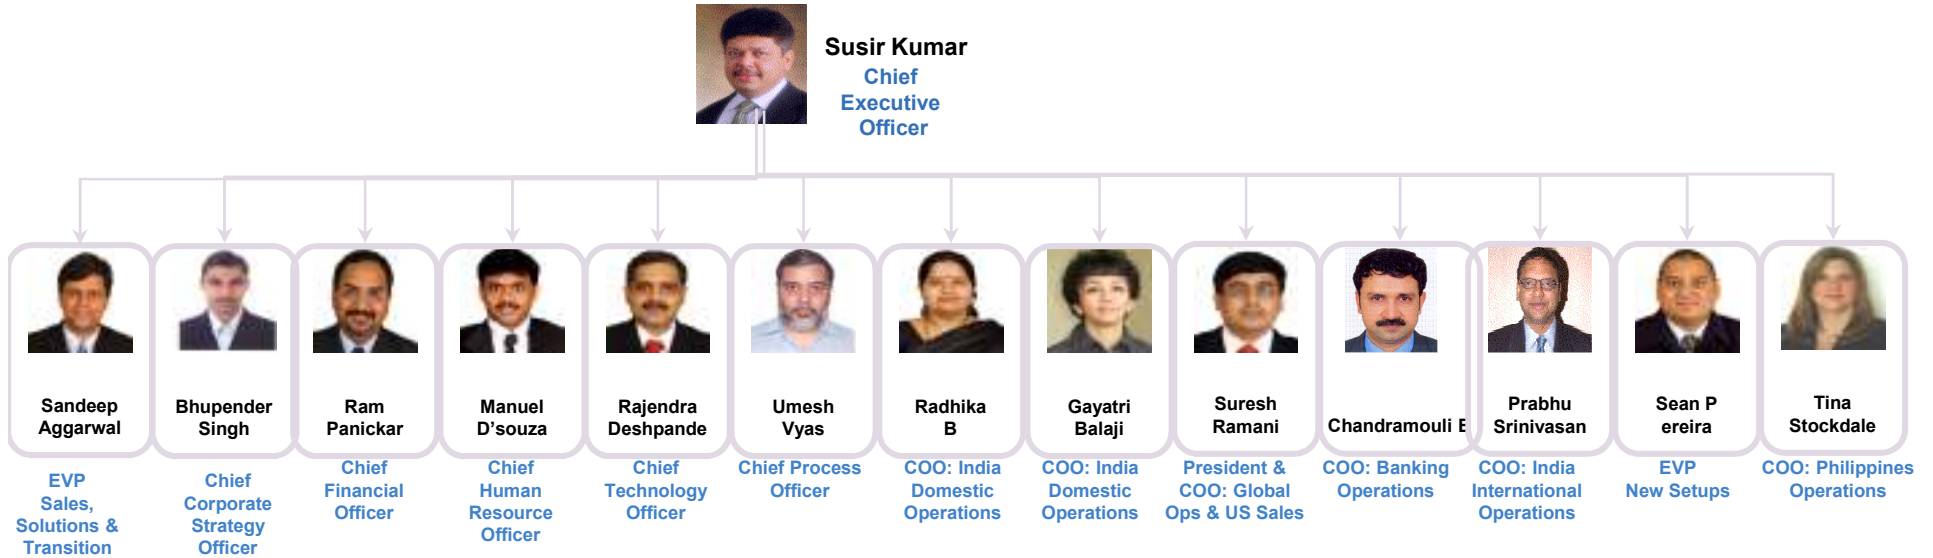 Susir Kumar
Chief
Executive
Officer
Sandeep
Aggarwal
Bhupender
Singh
Ram
Panickar
Manuel
D’souza
Rajendra
Deshpande
Umesh
Vyas
Radhika
B
Gayatri
Balaji
Suresh
Ramani
Chandramouli
Prabhu
Srinivasan
Sean P
ereira
Tina
Stockdale
EVP
Sales,
Solutions &
Transition
Chief
Corporate
Strategy
Officer
Chief
Financial
Officer
Chief
Human
Resource
Officer
Chief
Technology
Officer
Chief Process
Officer
COO: India
Domestic
Operations
COO: India
Domestic
Operations
President &
COO: Global
Ops & US Sales
COO: Banking
Operations
COO: India
International
Operations
EVP
New Setups
COO: Philippines
Operations